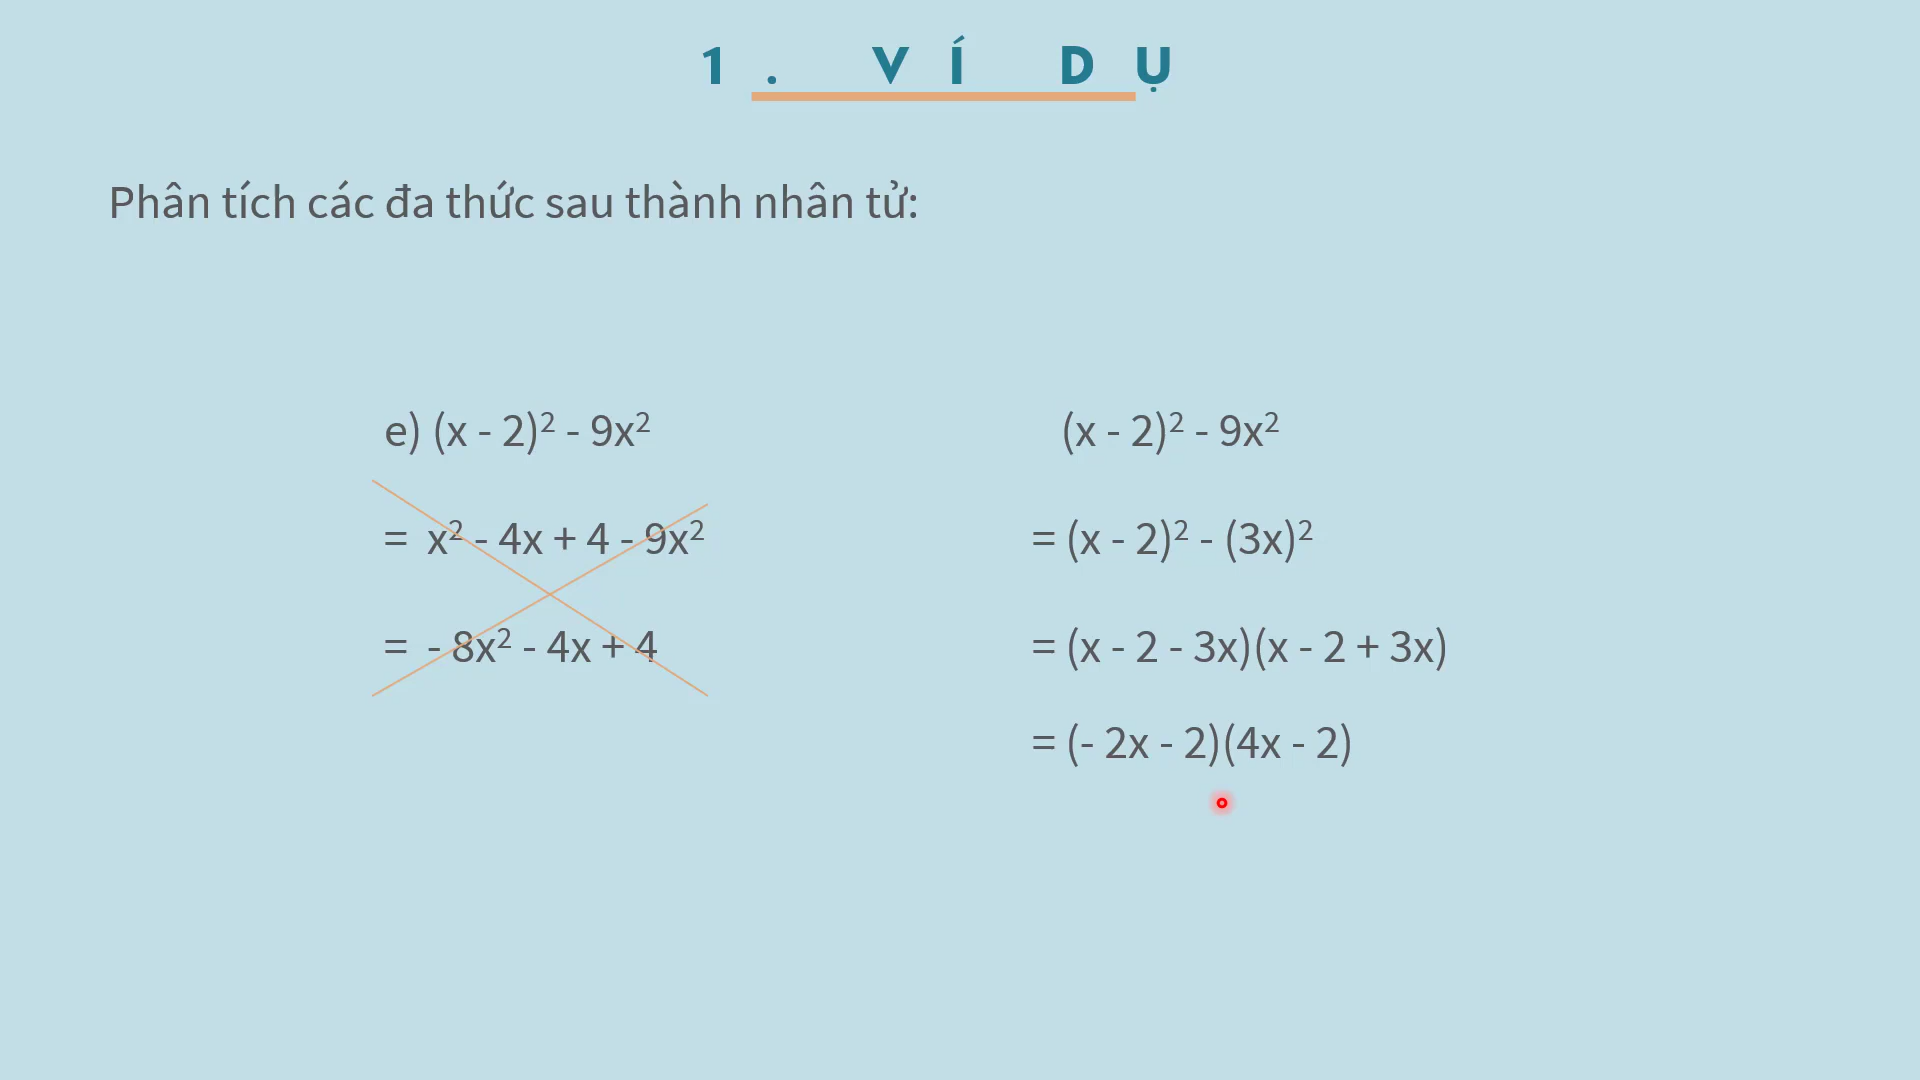 1. VÍ DỤ
Phân tích các đa thức sau thành nhân tử:
e) (x - 2)² - 9x²
= x² - 4x + 4 - 9x²
= - 8x² - 4x + 4
(x - 2)² - 9x²
= (x - 2)² - (3x)²
= (x - 2 - 3x)(x - 2 + 3x)
= (- 2x - 2)(4x - 2)